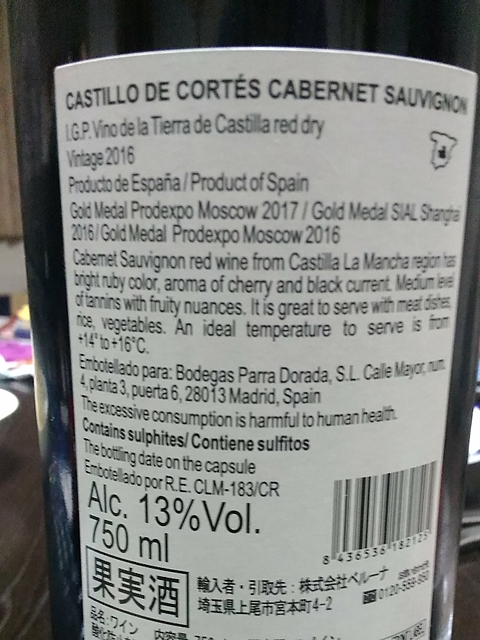 CASTILLO DE CORTÉS CABERNET SAUVIGNON
I.G.P. Vino de la Tierra de Castilla red dry
Vintage 2016
Producto de España / Product of Spain
Gold Medal Prodexpo Moscow 2017 / Gold Medal SIAL Shanghai
2016 / Gold Medal Prodexpo Moscow 2016
Cabernet Sauvignon red wine from Castilla La Mancha region has
bright ruby color, aroma of cherry and black current. Medium level
of tannins with fruity nuances. It is great to serve with meat dishes,
rice, vegetables. An ideal temperature to serve is from
+14° to +16°C.
Embotellado para: Bodegas Parra Dorada, S.L. Calle Mayor, num.
4, planta 3, puerta 6, 28013 Madrid, Spain
The excessive consumption is harmful to human health.
Contains sulphites/ Contiene sulfitos
The bottling date on the capsule
Embotellado por R.E. CLM-183/CR
Alc. 13%Vol.
750 ml
8 436536 182125
果実酒
輸入者・引取先：株式会社ベルーナ
埼玉県上尾市宮本町4-2
品名：ワイン